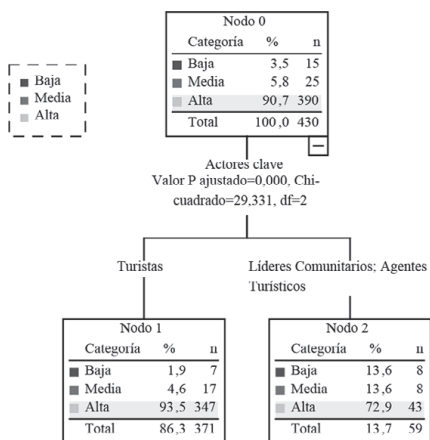 Nodo 0
Categoría % n
Baja 3,5 15
Media 5,8 25
Alta 90,7 390
Total 100,0 430
Baja
Media
Alta
Actores clave
Valor P ajustado=0,000, Chi-
cuadrado=29,331, df=2
Turistas
Líderes Comunitarios; Agentes
Turísticos
Nodo 1
Categoría % n
Baja 1,9 7
Media 4,6 17
Alta 93,5 347
Total 86,3 371
Nodo 2
Categoría % n
Baja 13,6 8
Media 13,6 8
Alta 72,9 43
Total 13,7 59